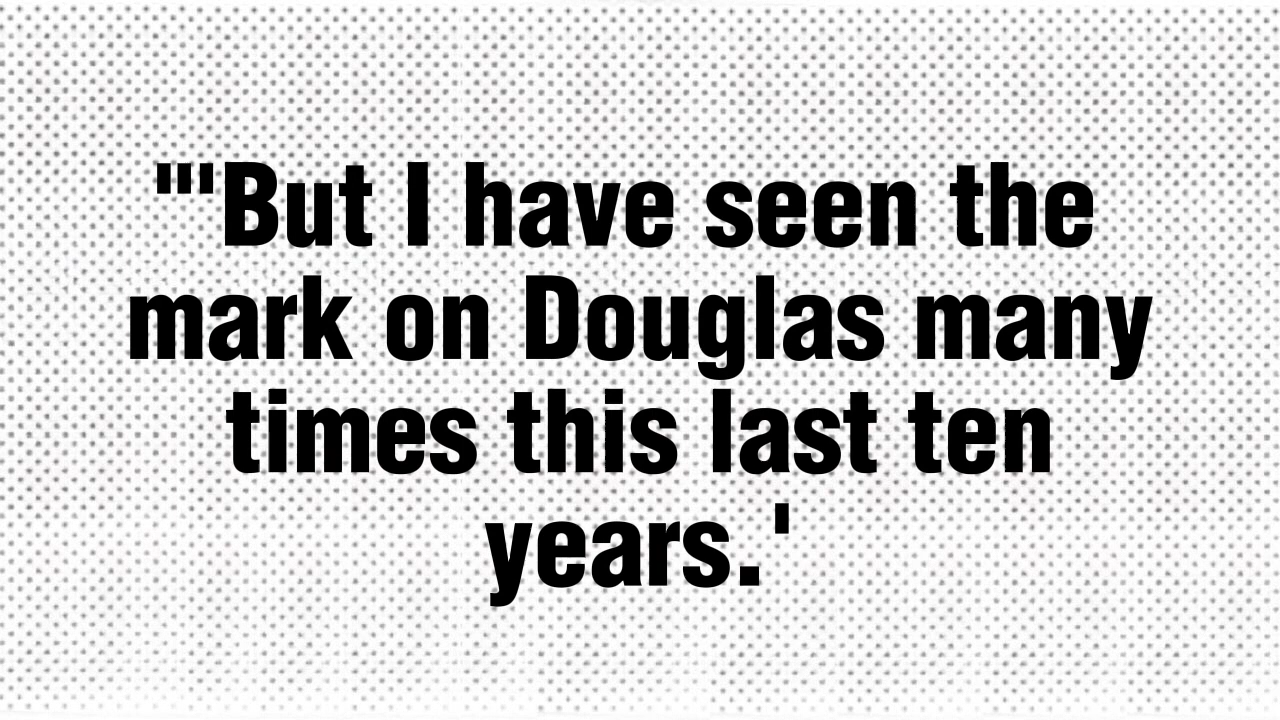 "'But I have seen the
mark on Douglas many
times this last ten
years.'